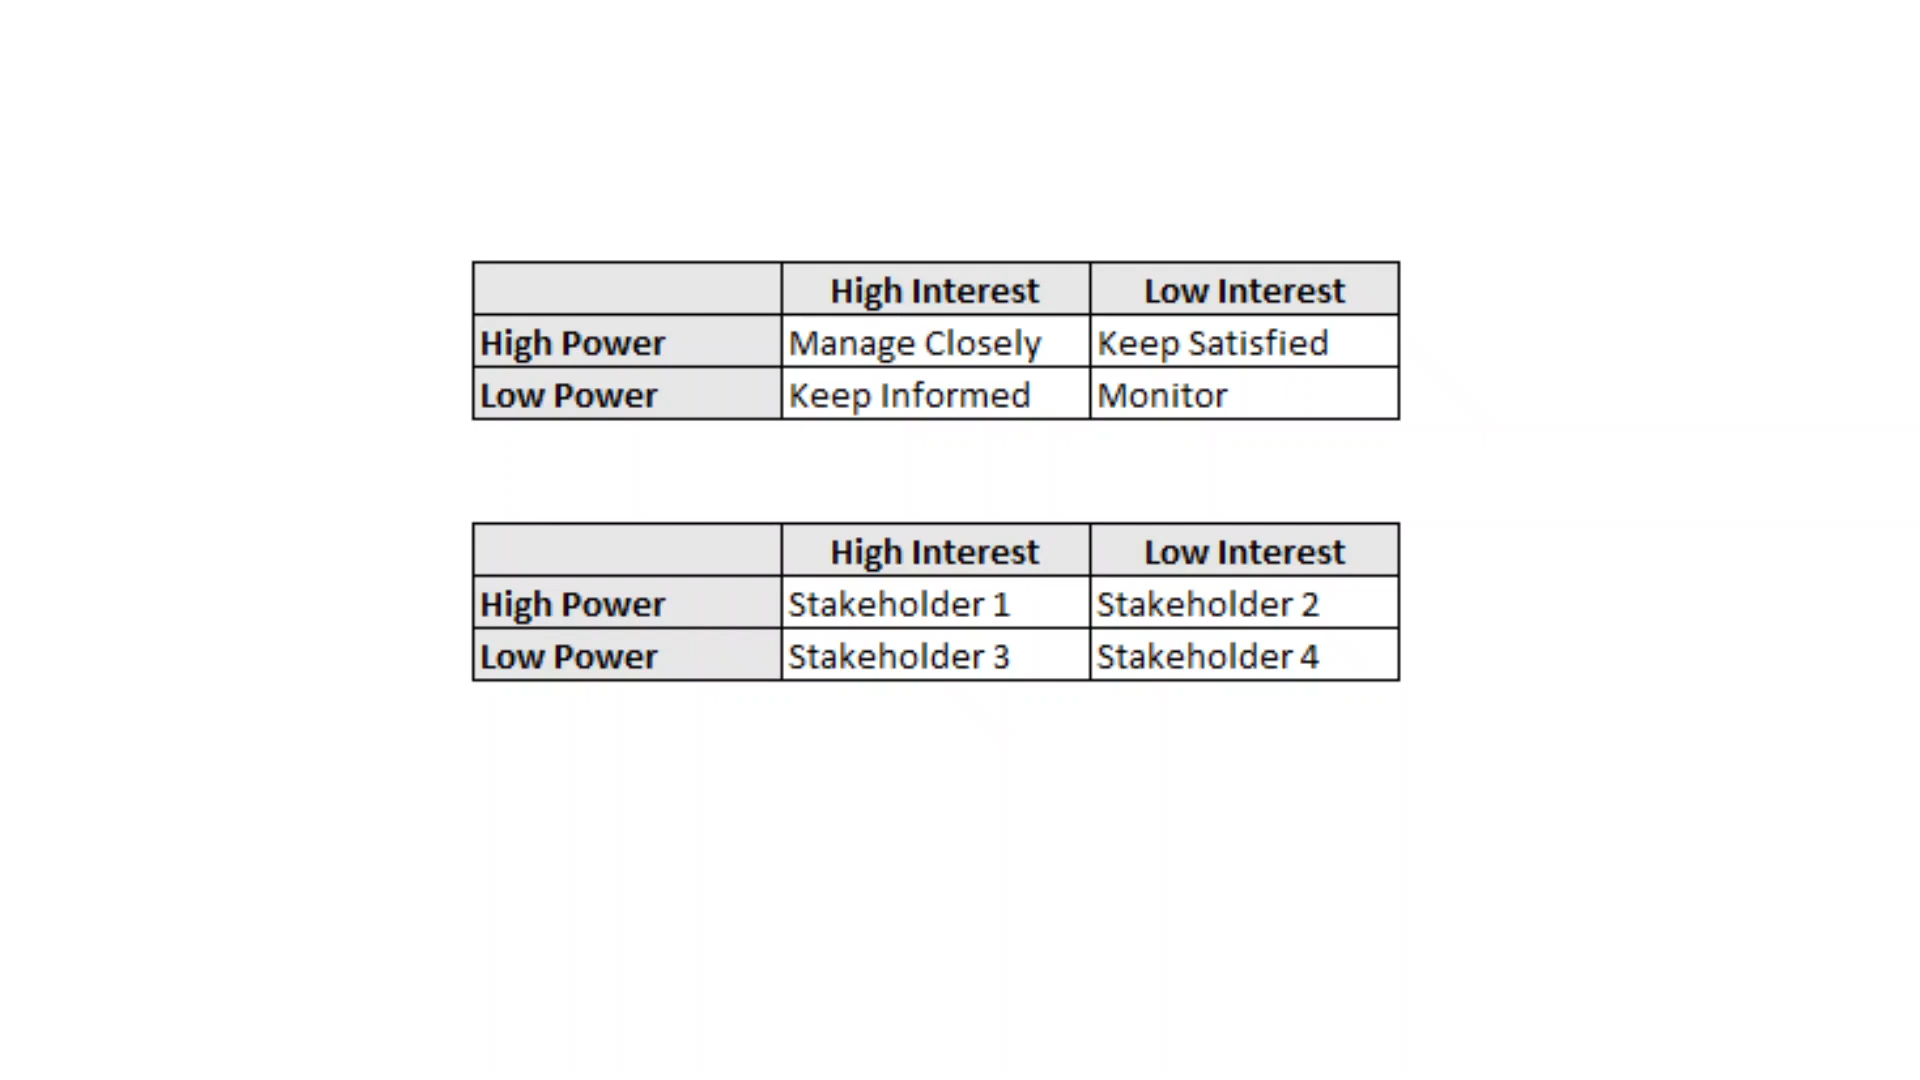 High Interest Low Interest
High Power Manage Closely Keep Satisfied
Low Power Keep Informed Monitor
High Interest Low Interest
High Power Stakeholder 1 Stakeholder 2
Low Power Stakeholder 3 Stakeholder 4